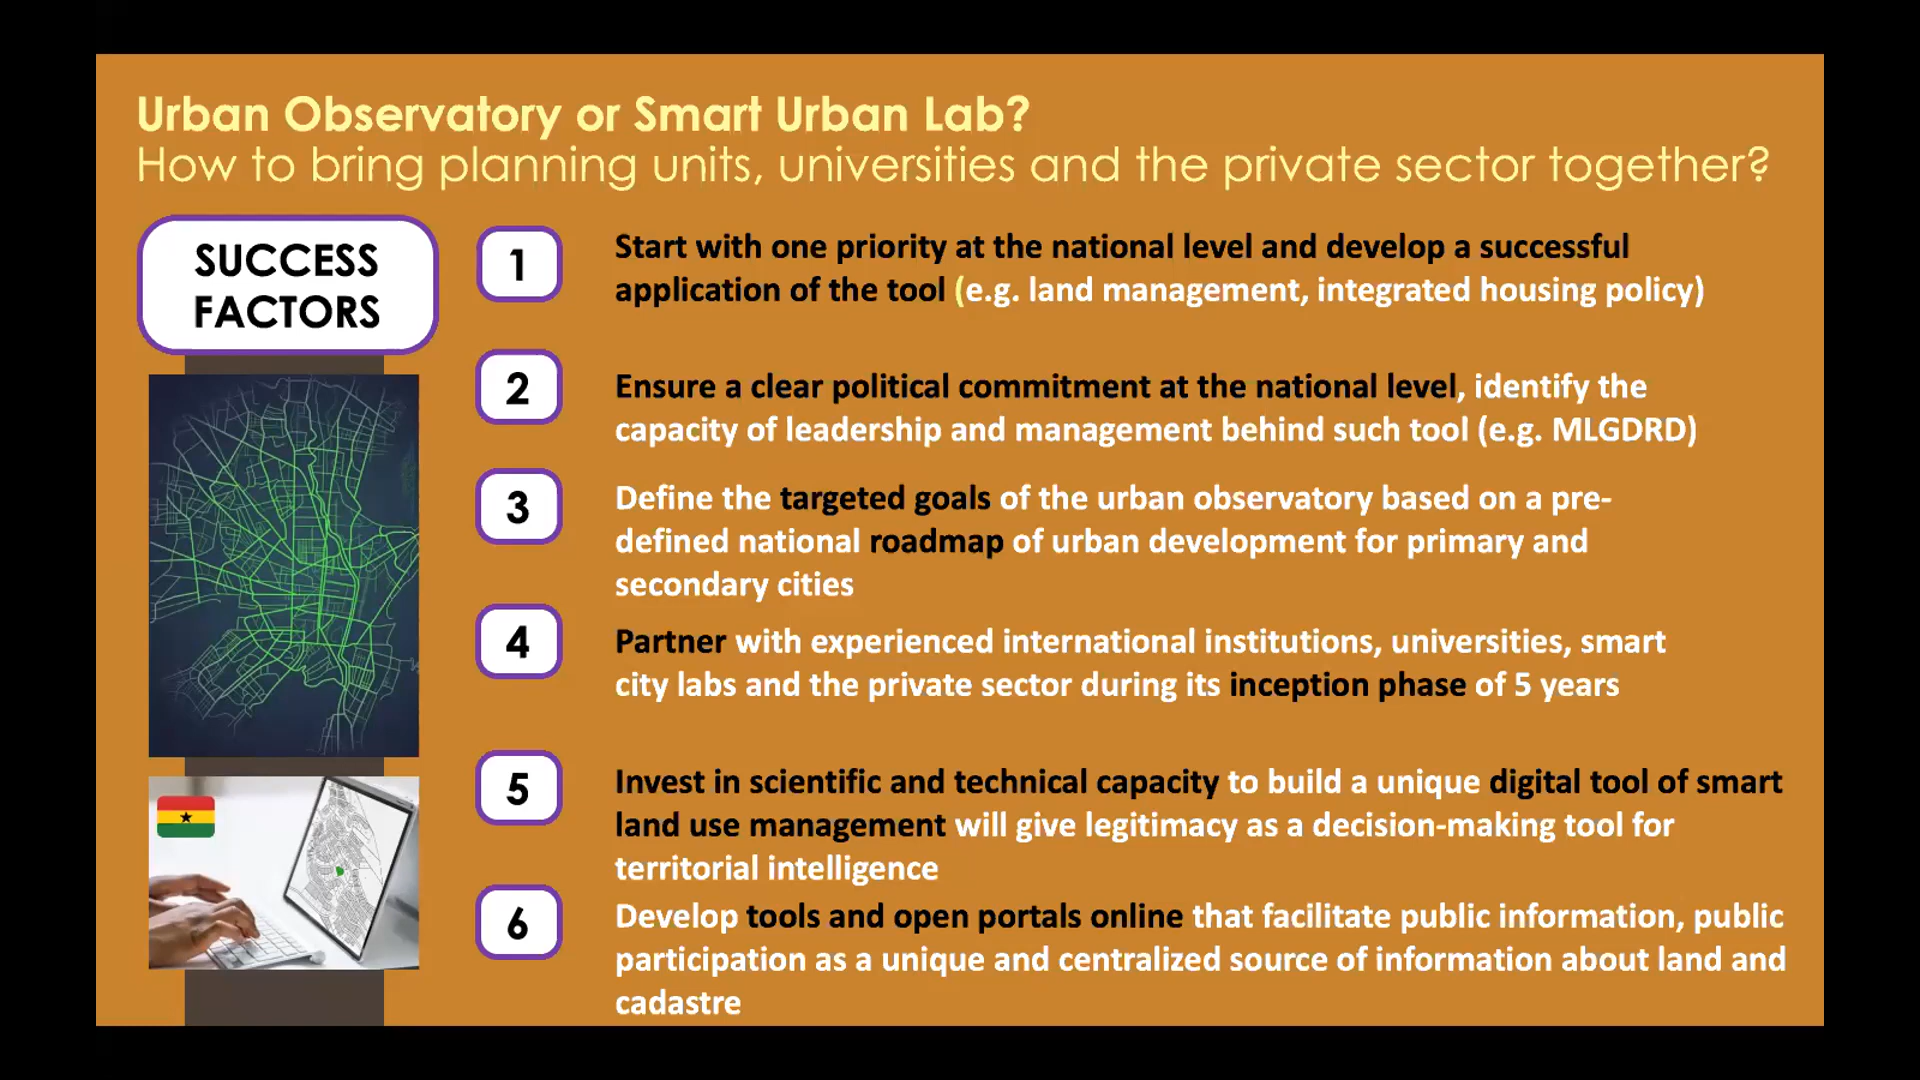 Urban Observatory or Smart Urban Lab?
How to bring planning units, universities and the private sector together?
SUCCESS
FACTORS
1
Start with one priority at the national level and develop a successful
application of the tool (e.g. land management, integrated housing policy)
2
Ensure a clear political commitment at the national level, identify the
capacity of leadership and management behind such tool (e.g. MLGDRD)
3
Define the targeted goals of the urban observatory based on a pre-
defined national roadmap of urban development for primary and
secondary cities
4
Partner with experienced international institutions, universities, smart
city labs and the private sector during its inception phase of 5 years
5
Invest in scientific and technical capacity to build a unique digital tool of smart
land use management will give legitimacy as a decision-making tool for
territorial intelligence
6
Develop tools and open portals online that facilitate public information, public
participation as a unique and centralized source of information about land and
cadastre